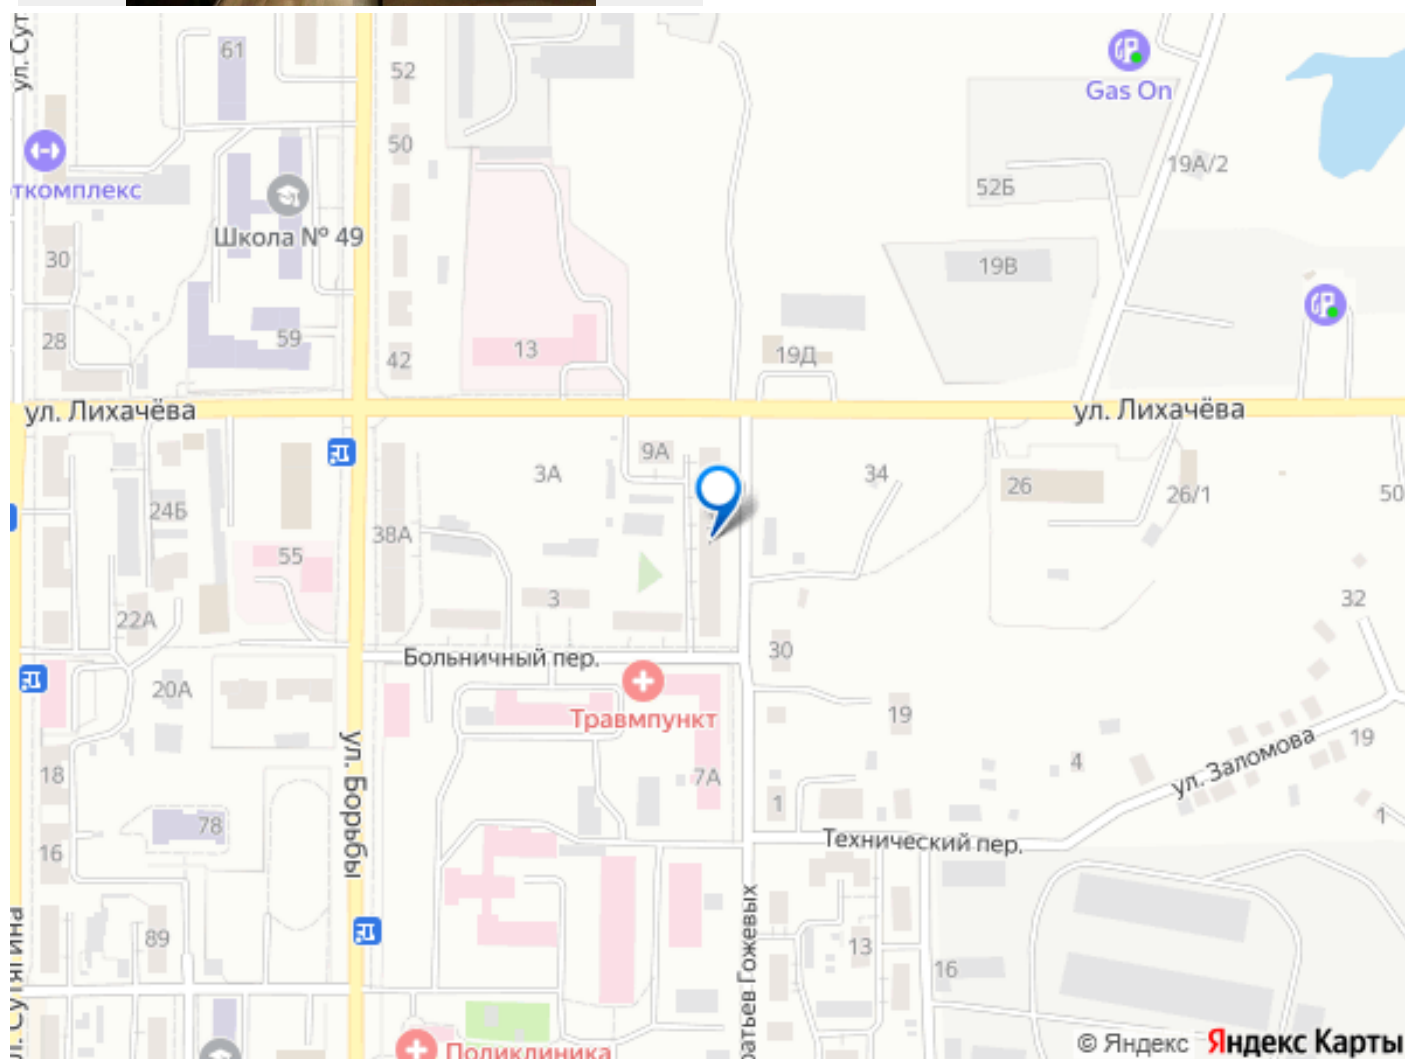 ул. Сут
61
52
Gas On
50
19А/2
52Б
ткомплекс
Школа № 49
30
19В
28
59
42
13
19Д
ул. Лихачёва
ул. Лихачёва
9А
3А
34
26
26/1
50
24Б
38А
55
3
22А
32
Больничный пер.
30
20А
Травмпункт
19
ул. Борьбы
18
7А
4
ул. Заломова
19
1
1
78
16
Технический пер.
89
13
16
л. Сутягина
ратьев Гожевых
Поликлиника
© Яндекс Яндекс Карты